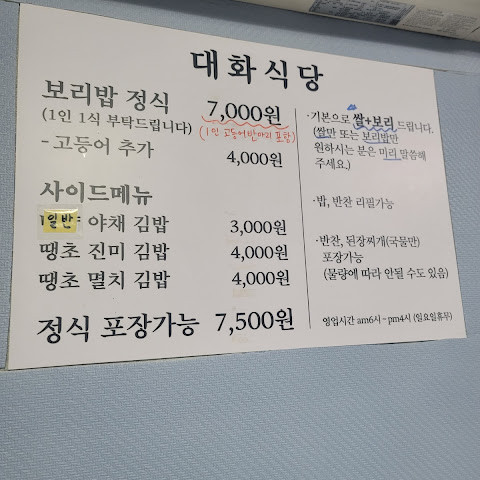 대화식당
보리밥 정식 7,000원
(1인 1식 부탁드립니다) (1인 고등어 반마리 포함)
- 고등어 추가 4,000원
사이드메뉴
일반 야채 김밥 3,000원
땡초 진미 김밥 4,000원
땡초 멸치 김밥 4,000원
정식 포장가능 7,500원
·기본으로 쌀+보리 드립니다.
(쌀만 또는 보리밥만
원하시는 분은 미리 말씀해
주세요.)
·밥, 반찬 리필가능
·반찬, 된장찌개(국물만)
포장가능
(물량에 따라 안될 수도 있음)
영업시간 am6시~pm4시 (일요일휴무)